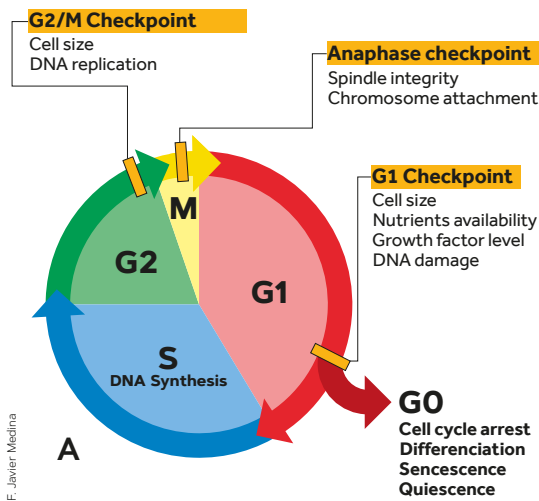 G2/M Checkpoint
Cell size
DNA replication
Anaphase checkpoint
Spindle integrity
Chromosome attachment
G1 Checkpoint
Cell size
Nutrients availability
Growth factor level
DNA damage
M
G2
G1
S
DNA Synthesis
G0
Cell cycle arrest
Differenciation
Sencescence
Quiescence
A
F. Javier Medina